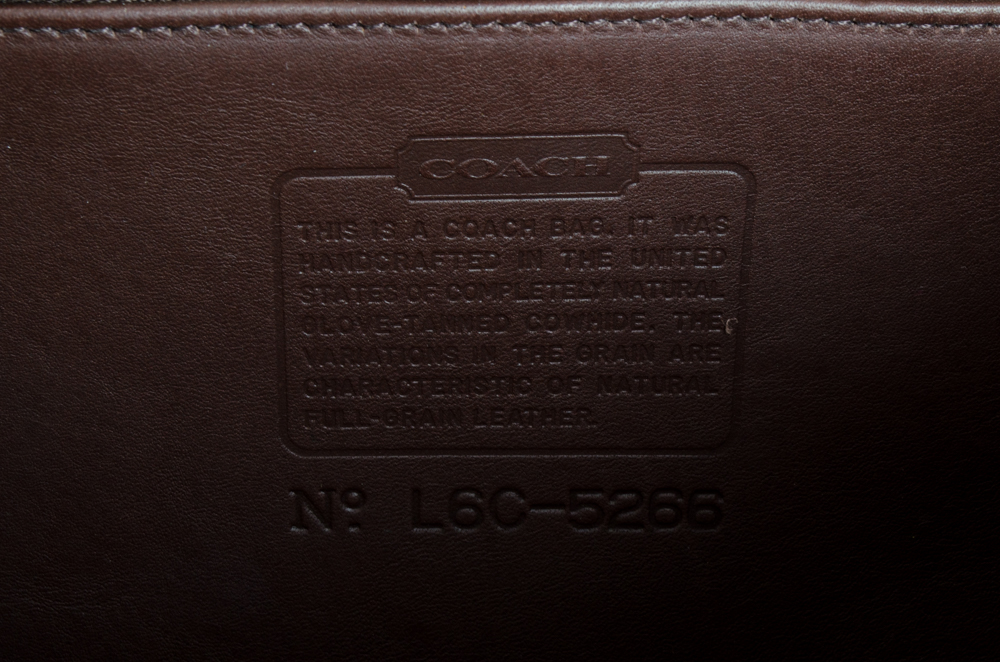 COACH
THIS IS A COACH BAG. IT WAS
HANDCRAFTED IN THE UNITED
STATES OF COMPLETELY NATURAL
GLOVE-TANNED COWHIDE. THE
VARIATIONS IN THE GRAIN ARE
CHARACTERISTIC OF NATURAL
FULL-GRAIN LEATHER.
Nº L6C-5266